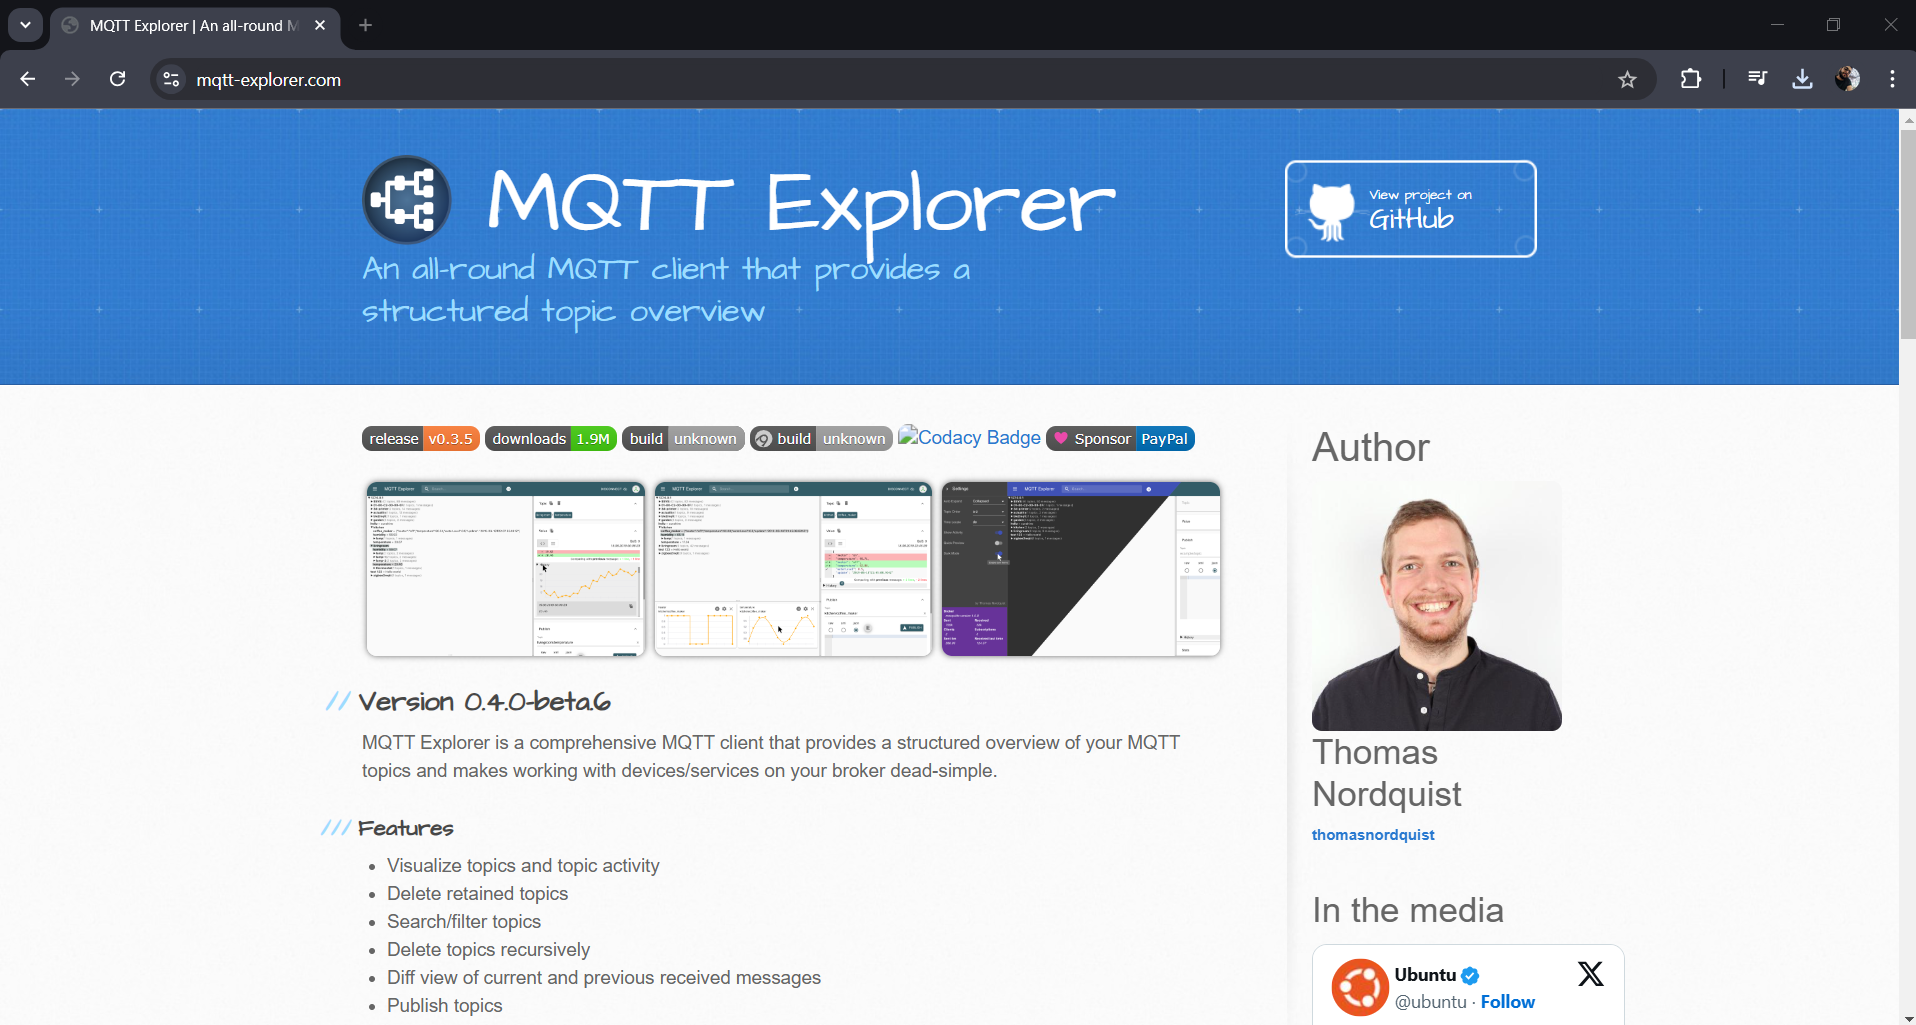 MQTT Explorer | An all-round M
mqtt-explorer.com
MQTT Explorer
An all-round MQTT client that provides a
structured topic overview
View project on
GitHub
release v0.3.5 downloads 1.9M build unknown build unknown Codacy Badge Sponsor PayPal
Version 0.4.0-beta.6
MQTT Explorer is a comprehensive MQTT client that provides a structured overview of your MQTT
topics and makes working with devices/services on your broker dead-simple.
Features
Visualize topics and topic activity
Delete retained topics
Search/filter topics
Delete topics recursively
Diff view of current and previous received messages
Publish topics
Author
Thomas
Nordquist
thomasnordquist
In the media
Ubuntu
@ubuntu · Follow